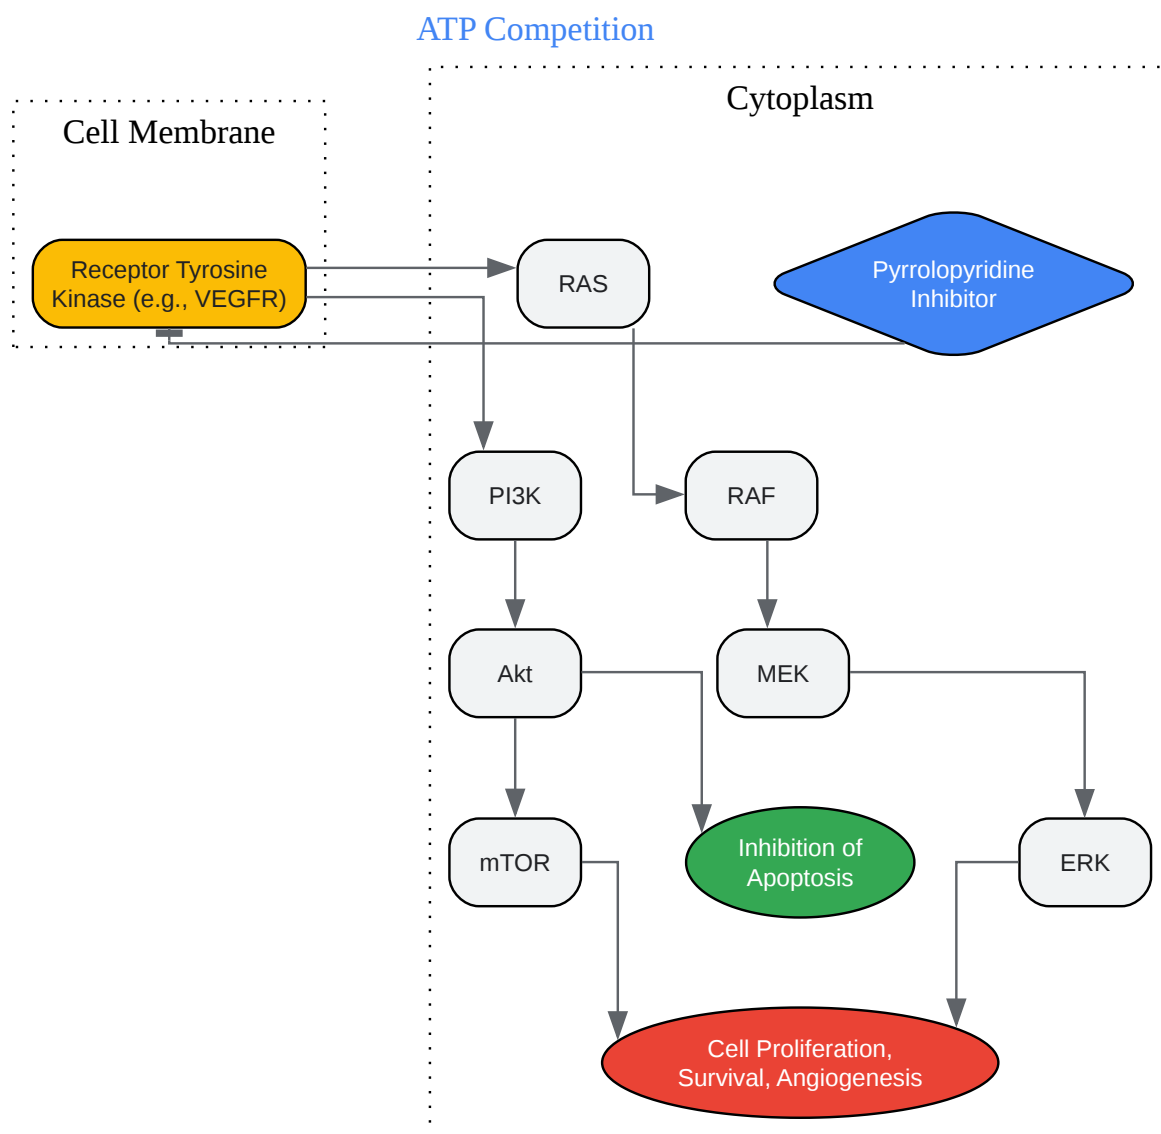 ATP Competition
Cytoplasm
Cell Membrane
Receptor Tyrosine
Kinase (e.g., VEGFR)
RAS
Pyrrolopyridine
Inhibitor
PI3K
RAF
Akt
MEK
mTOR
Inhibition of
Apoptosis
ERK
Cell Proliferation,
Survival, Angiogenesis